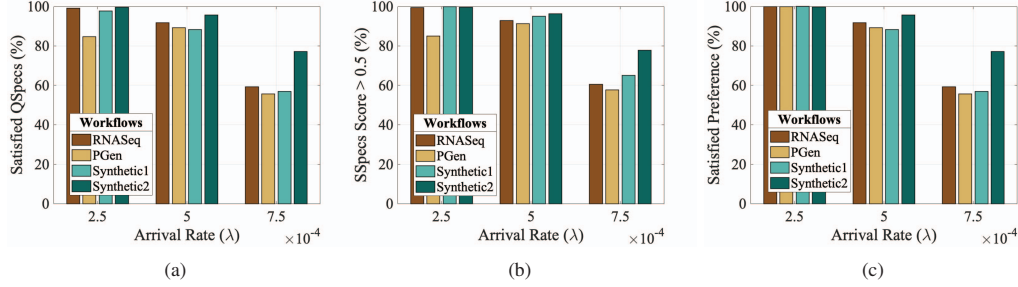 100
80
60
40
20
0
Satisfied QSpecs (%)
Workflows
RNASeq
PGen
Synthetic1
Synthetic2
2.5
5
7.5
Arrival Rate (λ)
×10⁻⁴
(a)
100
80
60
40
20
0
SSpecs Score > 0.5 (%)
Workflows
RNASeq
PGen
Synthetic1
Synthetic2
2.5
5
7.5
Arrival Rate (λ)
×10⁻⁴
(b)
100
80
60
40
20
0
Satisfied Preference (%)
Workflows
RNASeq
PGen
Synthetic1
Synthetic2
2.5
5
7.5
Arrival Rate (λ)
×10⁻⁴
(c)